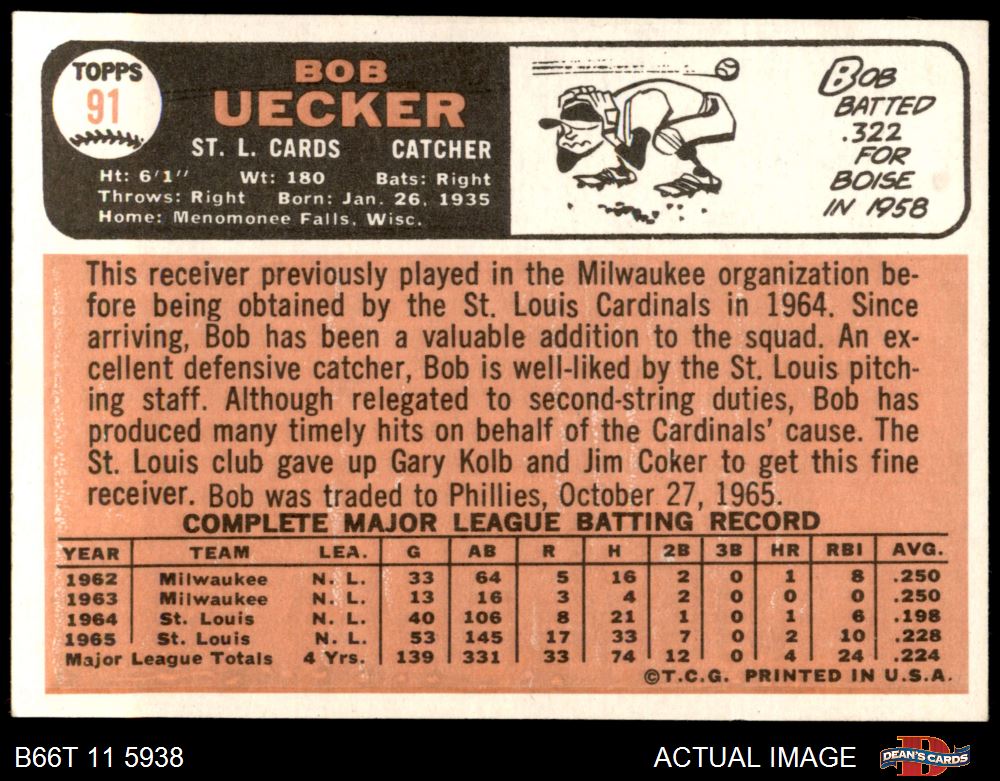 TOPPS
91
BOB
UECKER
ST. L. CARDS CATCHER
Ht: 6'1" Wt: 180 Bats: Right
Throws: Right Born: Jan. 26, 1935
Home: Menomonee Falls, Wisc.
BOB
BATTED
.322
FOR
BOISE
IN 1958
This receiver previously played in the Milwaukee organization be-
fore being obtained by the St. Louis Cardinals in 1964. Since
arriving, Bob has been a valuable addition to the squad. An ex-
cellent defensive catcher, Bob is well-liked by the St. Louis pitch-
ing staff. Although relegated to second-string duties, Bob has
produced many timely hits on behalf of the Cardinals' cause. The
St. Louis club gave up Gary Kolb and Jim Coker to get this fine
receiver. Bob was traded to Phillies, October 27, 1965.
COMPLETE MAJOR LEAGUE BATTING RECORD
YEAR TEAM LEA. G AB R H 2B 3B HR RBI AVG.
1962 Milwaukee N. L. 33 64 5 16 2 0 1 8 .250
1963 Milwaukee N. L. 13 16 3 4 2 0 0 0 .250
1964 St. Louis N. L. 40 106 8 21 1 0 1 6 .198
1965 St. Louis N. L. 53 145 17 33 7 0 2 10 .228
Major League Totals 4 Yrs. 139 331 33 74 12 0 4 24 .224
©T.C.G. PRINTED IN U.S.A.
B66T 11 5938 ACTUAL IMAGE DEAN'S CARDS